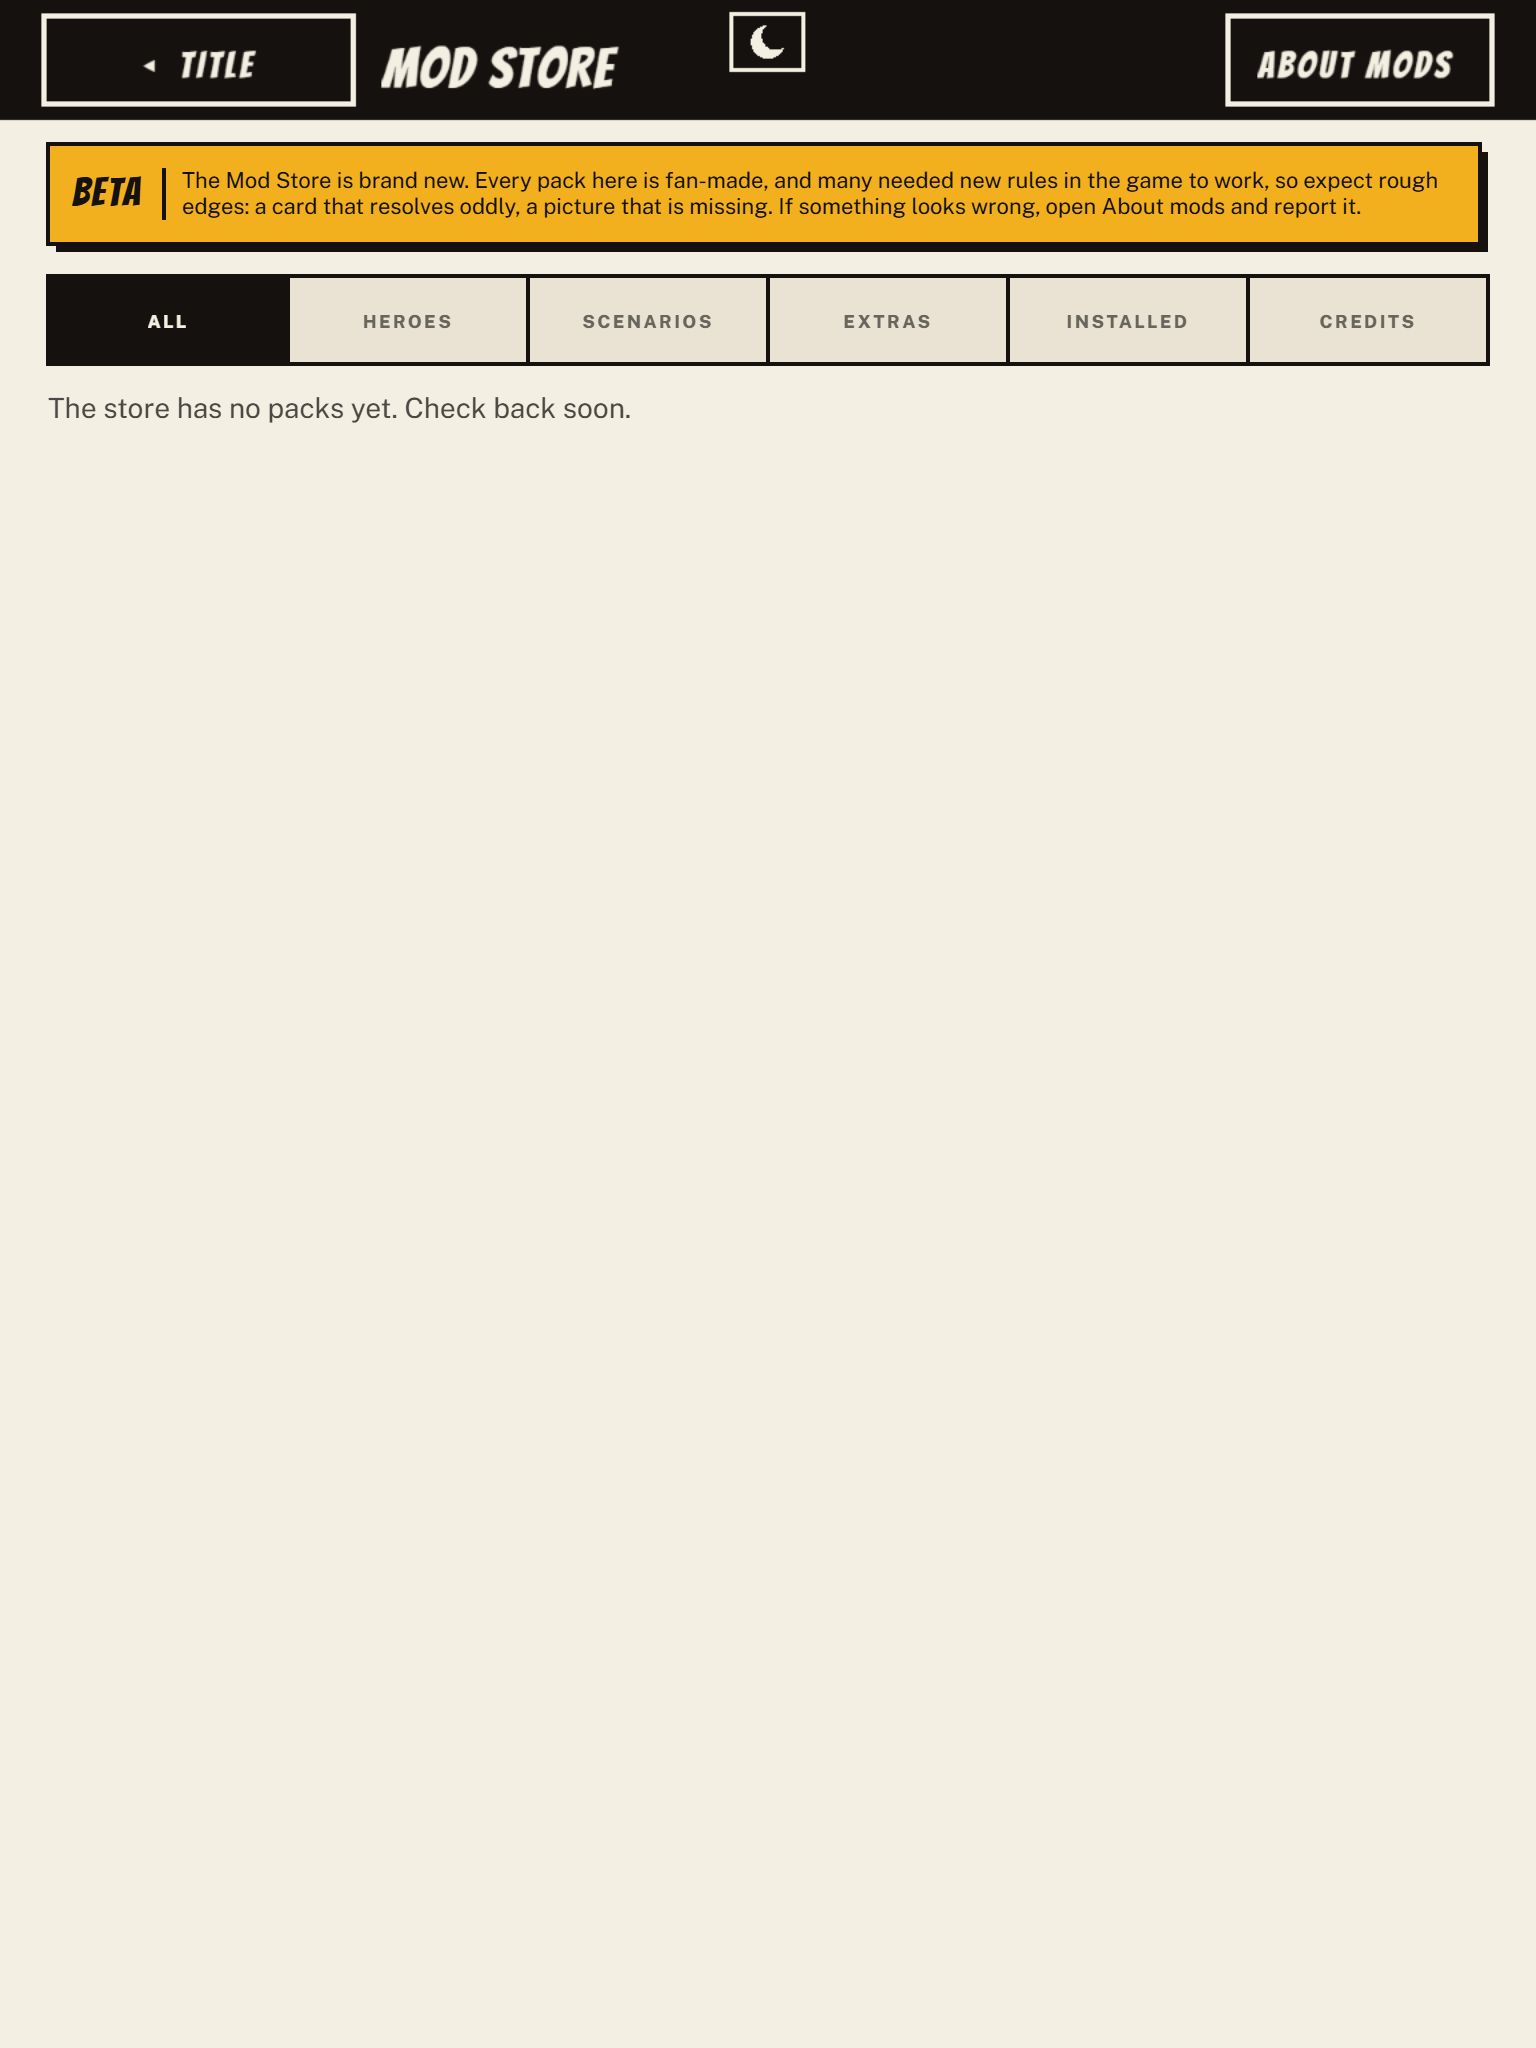 ◄ TITLE
MOD STORE
ABOUT MODS
BETA
The Mod Store is brand new. Every pack here is fan-made, and many needed new rules in the game to work, so expect rough
edges: a card that resolves oddly, a picture that is missing. If something looks wrong, open About mods and report it.
ALL
HEROES
SCENARIOS
EXTRAS
INSTALLED
CREDITS
The store has no packs yet. Check back soon.